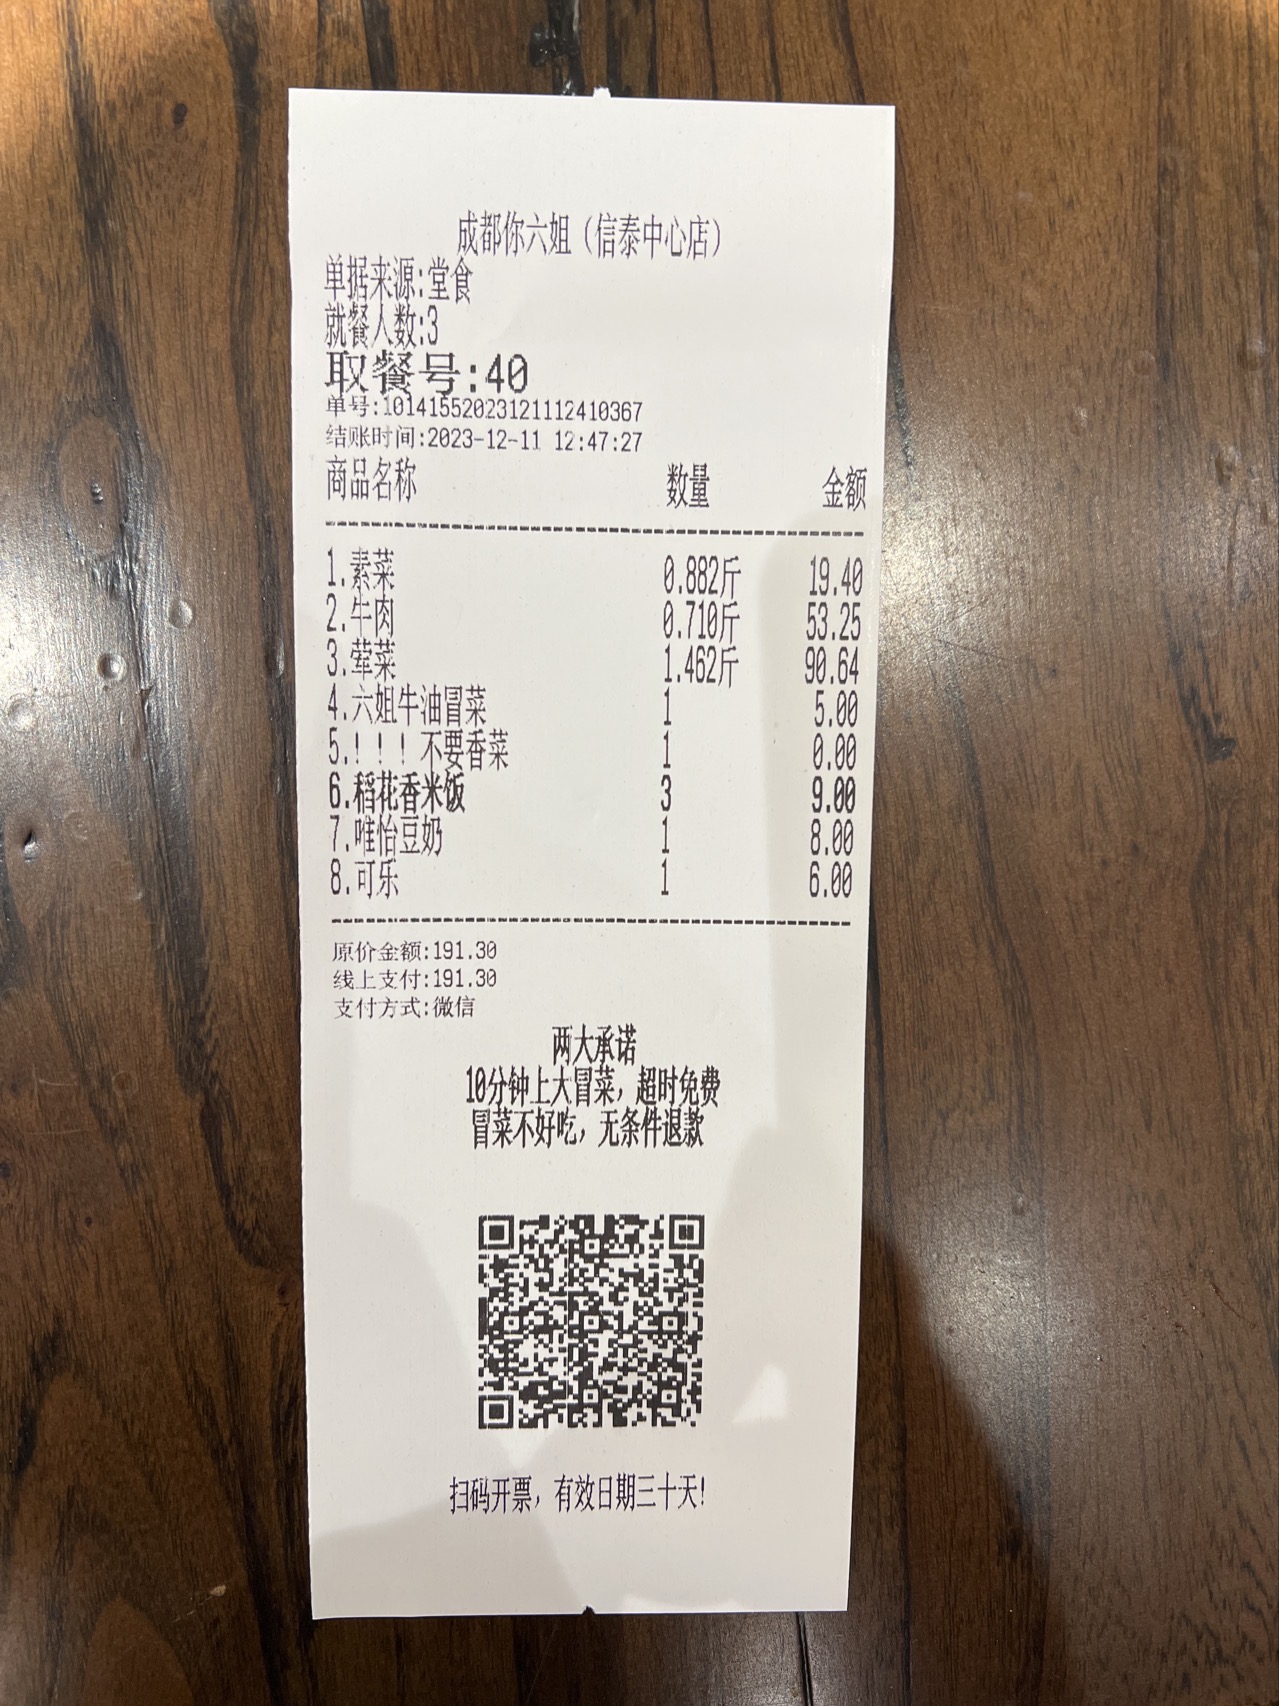 成都你六姐（信泰中心店）
单据来源:堂食
就餐人数:3
取餐号:40
单号:10141552023121112410367
结账时间:2023-12-11 12:47:27
商品名称 数量 金额
1.素菜 0.882斤 19.40
2.牛肉 0.710斤 53.25
3.荤菜 1.462斤 90.64
4.六姐牛油冒菜 1 5.00
5.！！！不要香菜 1 0.00
6.稻花香米饭 3 9.00
7.唯怡豆奶 1 8.00
8.可乐 1 6.00
原价金额:191.30
线上支付:191.30
支付方式:微信
两大承诺
10分钟上大冒菜，超时免费
冒菜不好吃，无条件退款
扫码开票，有效日期三十天!